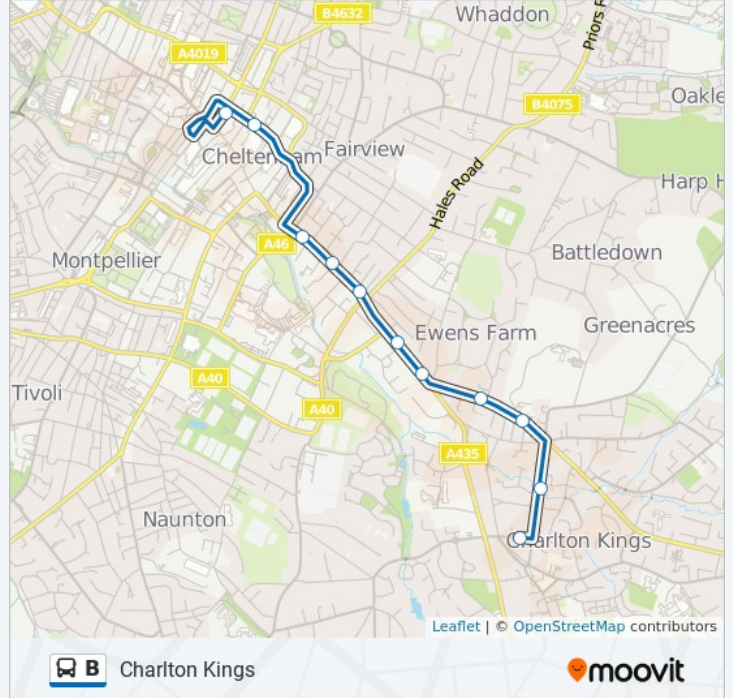 B4632
Whaddon
Priors
A4019
B4075
Oakle
Cheltenham
Fairview
Hales Road
Harp H
A46
Montpellier
Battledown
Ewens Farm
Greenacres
A40
Tivoli
A40
A435
Naunton
Charlton Kings
Leaflet | © OpenStreetMap contributors
B Charlton Kings
moovit